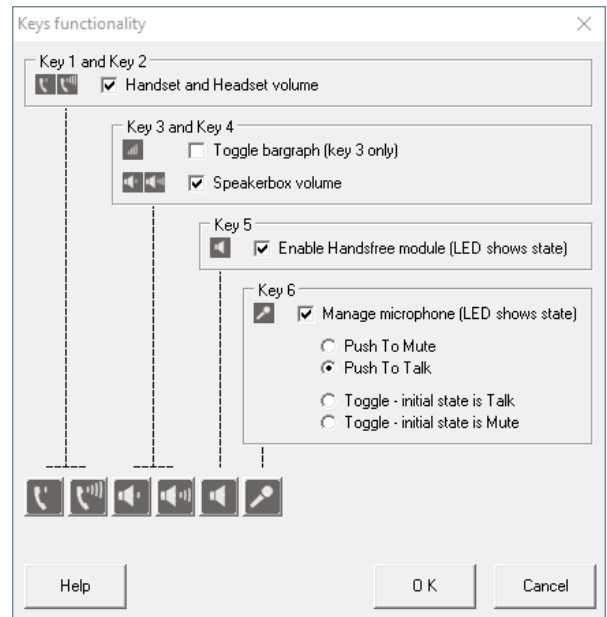 Keys functionality
Key 1 and Key 2
Handset and Headset volume
Key 3 and Key 4
Toggle bargraph (key 3 only)
Speakerbox volume
Key 5
Enable Handsfree module (LED shows state)
Key 6
Manage microphone (LED shows state)
Push To Mute
Push To Talk
Toggle - initial state is Talk
Toggle - initial state is Mute
Help
O K
Cancel